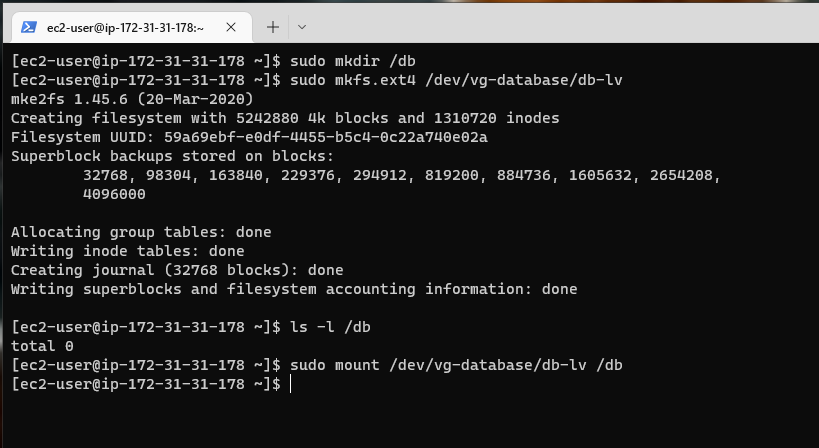 ec2-user@ip-172-31-31-178:~
[ec2-user@ip-172-31-31-178 ~]$ sudo mkdir /db
[ec2-user@ip-172-31-31-178 ~]$ sudo mkfs.ext4 /dev/vg-database/db-lv
mke2fs 1.45.6 (20-Mar-2020)
Creating filesystem with 5242880 4k blocks and 1310720 inodes
Filesystem UUID: 59a69ebf-e0df-4455-b5c4-0c22a740e02a
Superblock backups stored on blocks:
        32768, 98304, 163840, 229376, 294912, 819200, 884736, 1605632, 2654208,
        4096000
Allocating group tables: done
Writing inode tables: done
Creating journal (32768 blocks): done
Writing superblocks and filesystem accounting information: done
[ec2-user@ip-172-31-31-178 ~]$ ls -l /db
total 0
[ec2-user@ip-172-31-31-178 ~]$ sudo mount /dev/vg-database/db-lv /db
[ec2-user@ip-172-31-31-178 ~]$